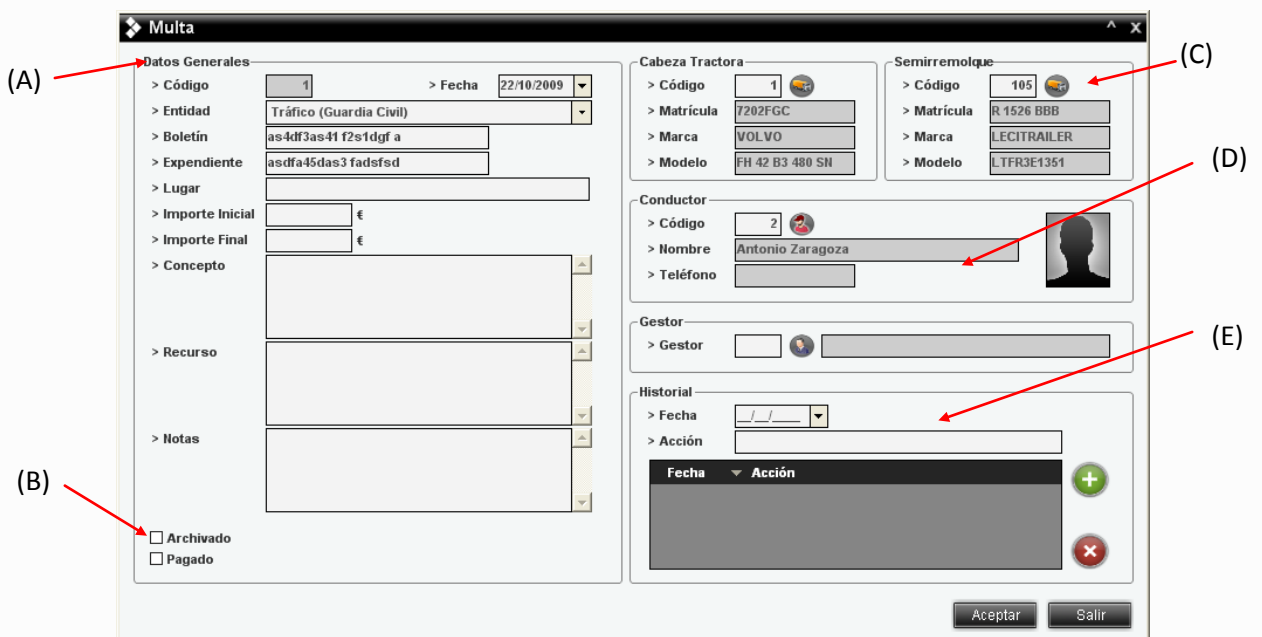 Multa
^ x
(A)
Datos Generales
> Código 1 > Fecha 22/10/2009
> Entidad Tráfico (Guardia Civil)
> Boletín as4df3as41 f2s1dgf a
> Expendiente asdfa45das3 fadsfsd
> Lugar
> Importe Inicial €
> Importe Final €
> Concepto
> Recurso
> Notas
(B)
Archivado
Pagado
Cabeza Tractora
> Código 1
> Matrícula 7202FGC
> Marca VOLVO
> Modelo FH 42 B3 480 SN
Semirremolque
(C)
> Código 105
> Matrícula R 1526 BBB
> Marca LECITRAILER
> Modelo LTFR3E1351
(D)
Conductor
> Código 2
> Nombre Antonio Zaragoza
> Teléfono
Gestor
> Gestor
(E)
Historial
> Fecha __/__/____
> Acción
Fecha Acción
Aceptar Salir